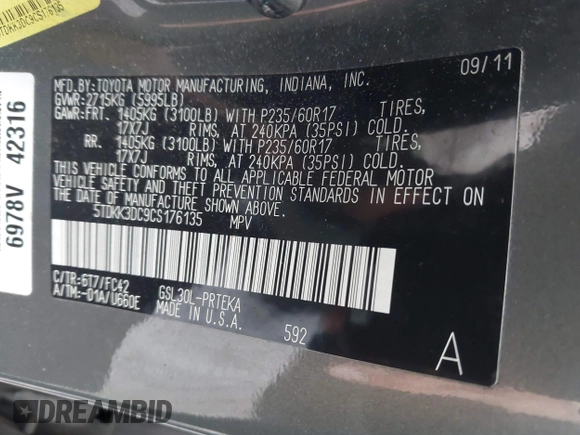 5TDKK3DC9CS176135
6978V 42316
MFD.BY: TOYOTA MOTOR MANUFACTURING, INDIANA, INC. 09/11
GVWR: 2715KG (5995LB)
GAWR: FRT. 1405KG (3100LB) WITH P235/60R17 TIRES,
17X7J RIMS, AT 240KPA (35PSI) COLD.
RR. 1405KG (3100LB) WITH P235/60R17 TIRES,
17X7J RIMS, AT 240KPA (35PSI) COLD.
THIS VEHICLE CONFORMS TO ALL APPLICABLE FEDERAL MOTOR
VEHICLE SAFETY AND THEFT PREVENTION STANDARDS IN EFFECT ON
THE DATE OF MANUFACTURE SHOWN ABOVE.
5TDKK3DC9CS176135 MPV
C/TR: 6T7/FC42
A/TM: -01A/U660E
GSL30L-PRTEKA
MADE IN U.S.A.
592
A
DREAMBID